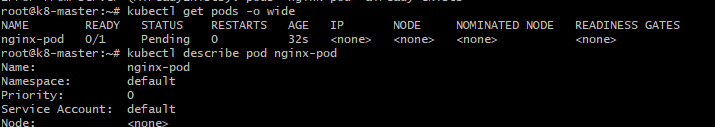 root@k8-master:~# kubectl get pods -o wide
NAME        READY   STATUS    RESTARTS   AGE   IP       NODE     NOMINATED NODE   READINESS GATES
nginx-pod   0/1     Pending   0          32s   <none>   <none>   <none>           <none>
root@k8-master:~# kubectl describe pod nginx-pod
Name:             nginx-pod
Namespace:        default
Priority:         0
Service Account:  default
Node:             <none>